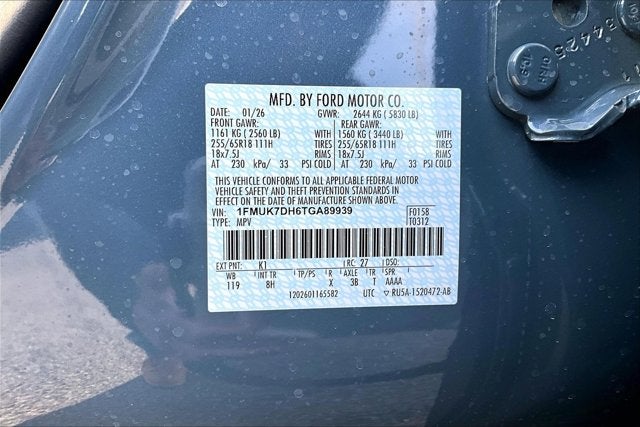 MFD. BY FORD MOTOR CO.
DATE: 01/26 GVWR: 2644 KG ( 5830 LB)
FRONT GAWR: REAR GAWR:
1161 KG ( 2560 LB) WITH 1560 KG ( 3440 LB) WITH
255/65R18 111H TIRES 255/65R18 111H TIRES
18x7.5J RIMS 18x7.5J RIMS
AT 230 kPa/ 33 PSI COLD AT 230 kPa/ 33 PSI COLD
THIS VEHICLE CONFORMS TO ALL APPLICABLE FEDERAL MOTOR
VEHICLE SAFETY AND THEFT PREVENTION STANDARDS IN
EFFECT ON THE DATE OF MANUFACTURE SHOWN ABOVE.
VIN: 1FMUK7DH6TGA89939 F0158
TYPE: MPV T0312
EXT PNT: K1 RC: 27 DSO:
WB INT TR TP/PS R AXLE TR SPR
119 8H X 3B T AAAA
1202601165582 UTC RU5A-1520472-AB
34425